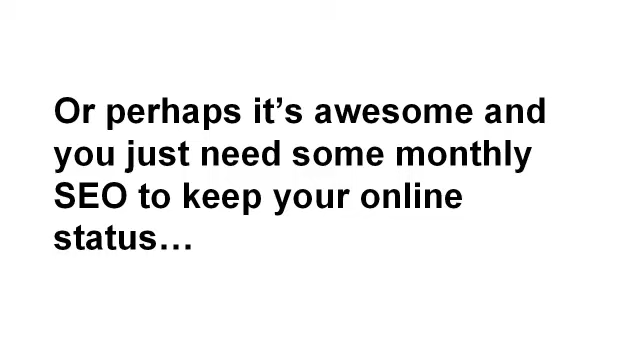 Or perhaps it’s awesome and
you just need some monthly
SEO to keep your online
status…